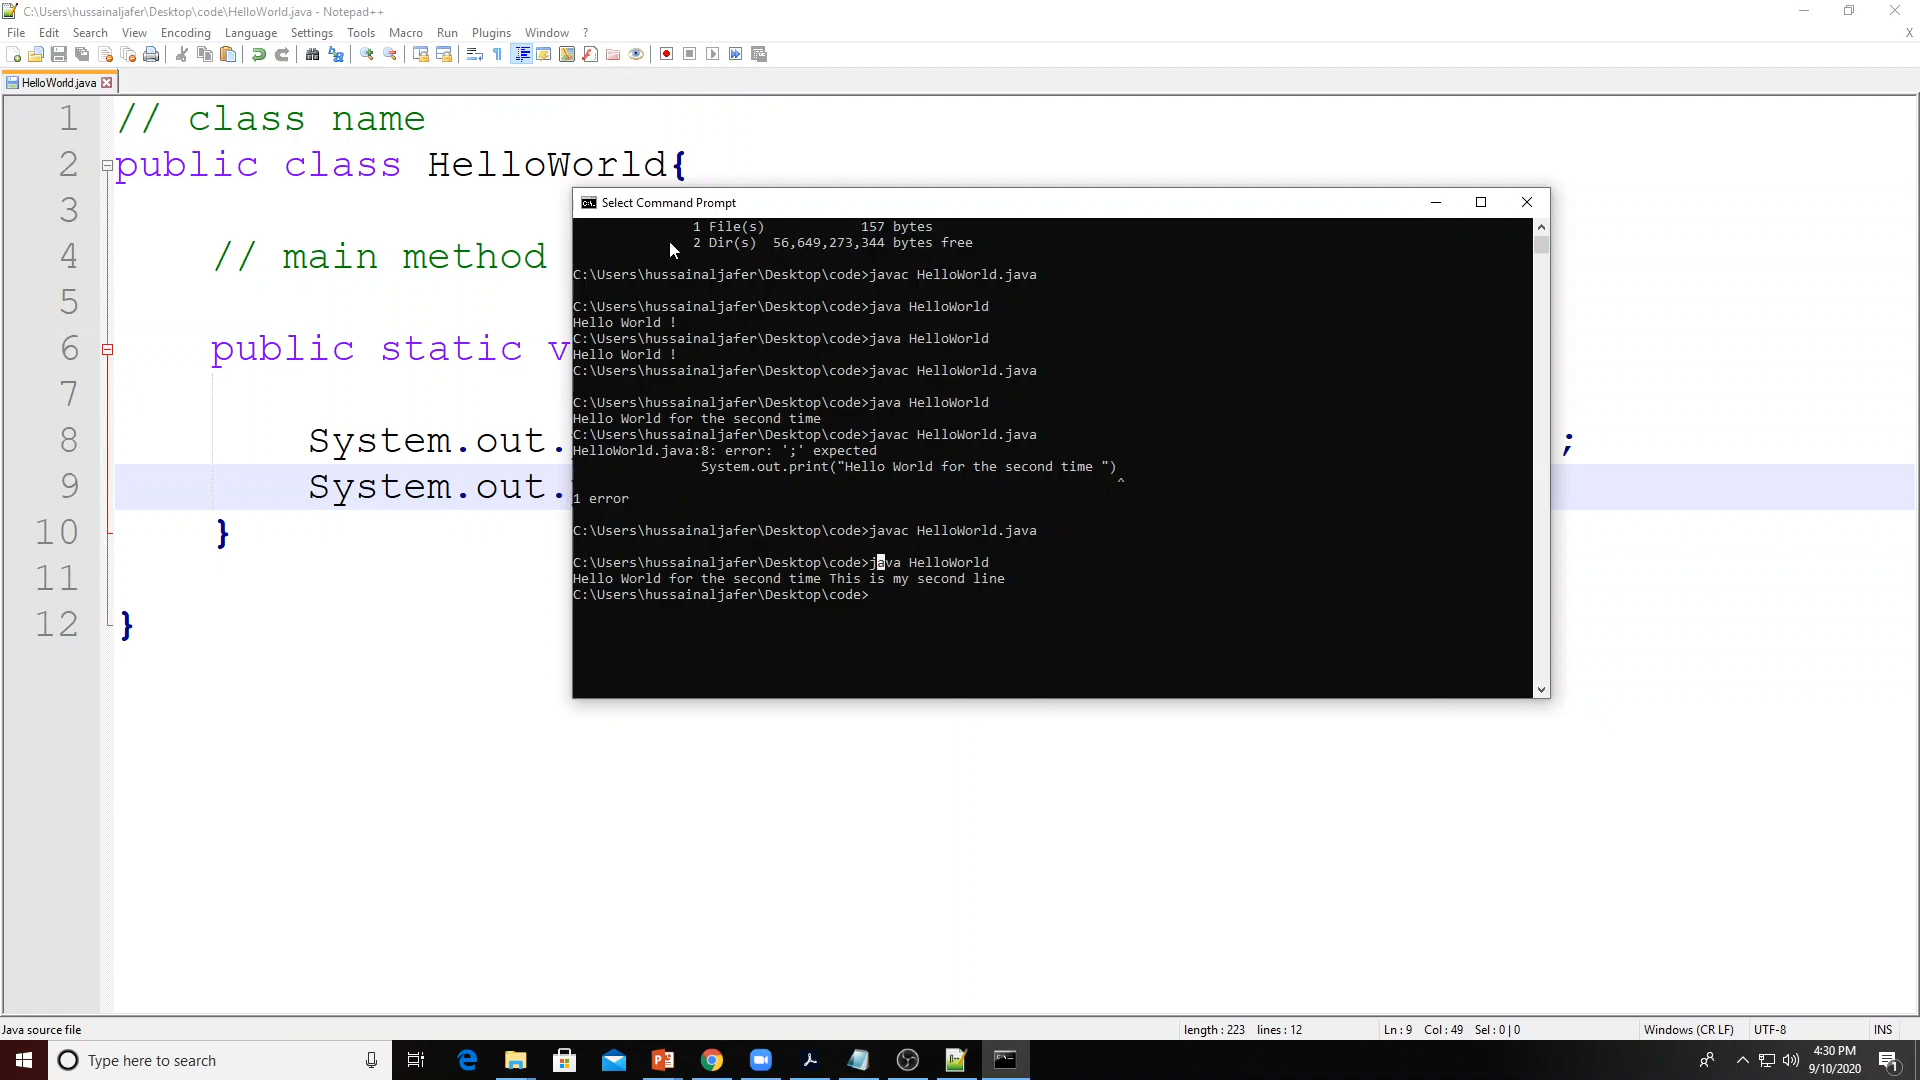 C:\Users\hussainaljafer\Desktop\code\HelloWorld.java - Notepad++
File Edit Search View Encoding Language Settings Tools Macro Run Plugins Window ? X
HelloWorld.java
1 // class name
2 public class HelloWorld{
3
4 // main method
5
6 public static v
7
8 System.out. ;
9 System.out.
10 }
11
12 }
Select Command Prompt
1 File(s) 157 bytes
2 Dir(s) 56,649,273,344 bytes free
C:\Users\hussainaljafer\Desktop\code>javac HelloWorld.java
C:\Users\hussainaljafer\Desktop\code>java HelloWorld
Hello World !
C:\Users\hussainaljafer\Desktop\code>java HelloWorld
Hello World !
C:\Users\hussainaljafer\Desktop\code>javac HelloWorld.java
C:\Users\hussainaljafer\Desktop\code>java HelloWorld
Hello World for the second time
C:\Users\hussainaljafer\Desktop\code>javac HelloWorld.java
HelloWorld.java:8: error: ';' expected
System.out.print("Hello World for the second time ")
^
1 error
C:\Users\hussainaljafer\Desktop\code>javac HelloWorld.java
C:\Users\hussainaljafer\Desktop\code>java HelloWorld
Hello World for the second time This is my second line
C:\Users\hussainaljafer\Desktop\code>
Java source file length : 223 lines : 12 Ln : 9 Col : 49 Sel : 0 | 0 Windows (CR LF) UTF-8 INS
Type here to search
4:30 PM
9/10/2020